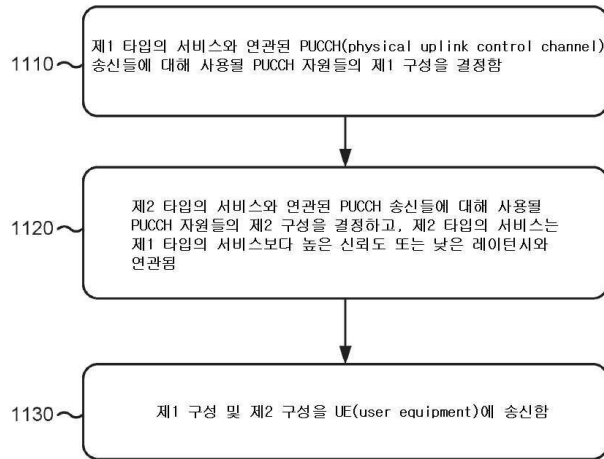 1110
제1 타입의 서비스와 연관된 PUCCH(physical uplink control channel)
송신들에 대해 사용될 PUCCH 자원들의 제1 구성을 결정함
1120
제2 타입의 서비스와 연관된 PUCCH 송신들에 대해 사용될
PUCCH 자원들의 제2 구성을 결정하고, 제2 타입의 서비스는
제1 타입의 서비스보다 높은 신뢰도 또는 낮은 레이턴시와
연관됨
1130
제1 구성 및 제2 구성을 UE(user equipment)에 송신함